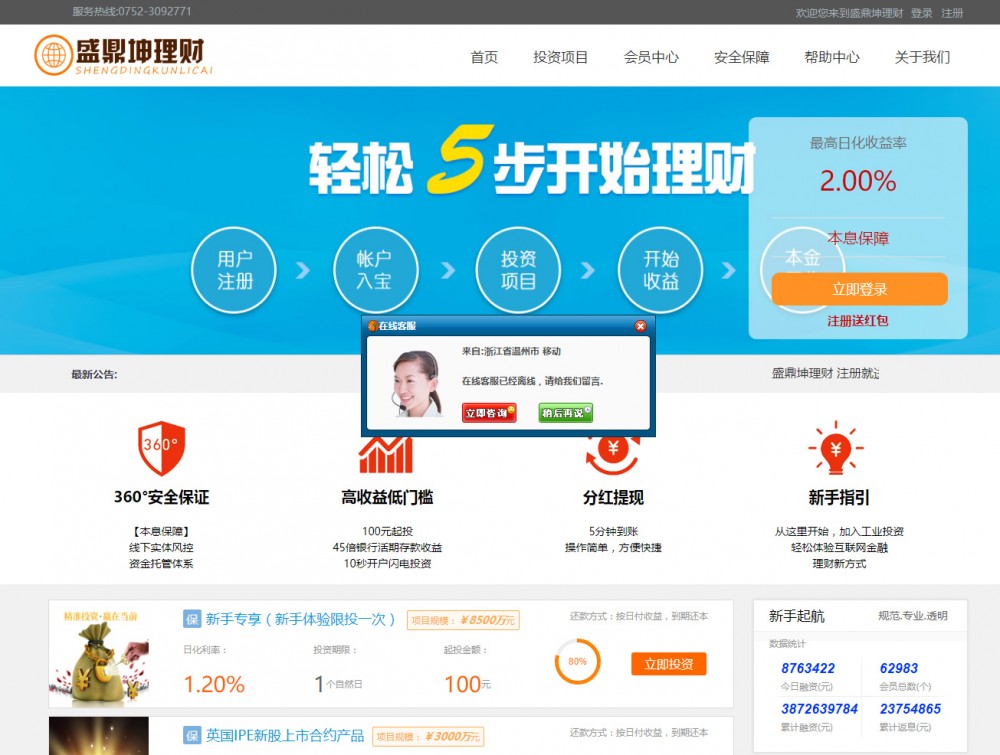 服务热线:0752-3092771
欢迎您来到盛鼎坤理财 登录 注册
盛鼎坤理财
SHENGDINGKUNLICAI
首页 投资项目 会员中心 安全保障 帮助中心 关于我们
轻松5步开始理财
用户
注册
帐户
入宝
投资
项目
开始
收益
本金
最高日化收益率
2.00%
本息保障
立即登录
注册送红包
在线客服
来自:浙江省温州市 移动
在线客服已经离线，请给我们留言.
立即咨询
稍后再说
最新公告:
盛鼎坤理财 注册就送
360°
360°安全保证
【本息保障】
线下实体风控
资金托管体系
高收益低门槛
100元起投
45倍银行活期存款收益
10秒开户闪电投资
分红提现
5分钟到账
操作简单，方便快捷
新手指引
从这里开始，加入工业投资
轻松体验互联网金融
理财新方式
精准投资·赢在当前
保 新手专享（新手体验限投一次） 项目规模：￥8500万元
还款方式：按日付收益，到期还本
日化利率：
1.20%
投资期限：
1个自然日
起投金额：
100元
80%
立即投资
保 英国IPE新股上市合约产品 项目规模：￥3000万元
还款方式：按日付收益，到期还本
新手起航 规范.专业.透明
数据统计
8763422 62983
今日融资(元) 会员总数(个)
3872639784 23754865
累计融资(元) 累计返息(元)